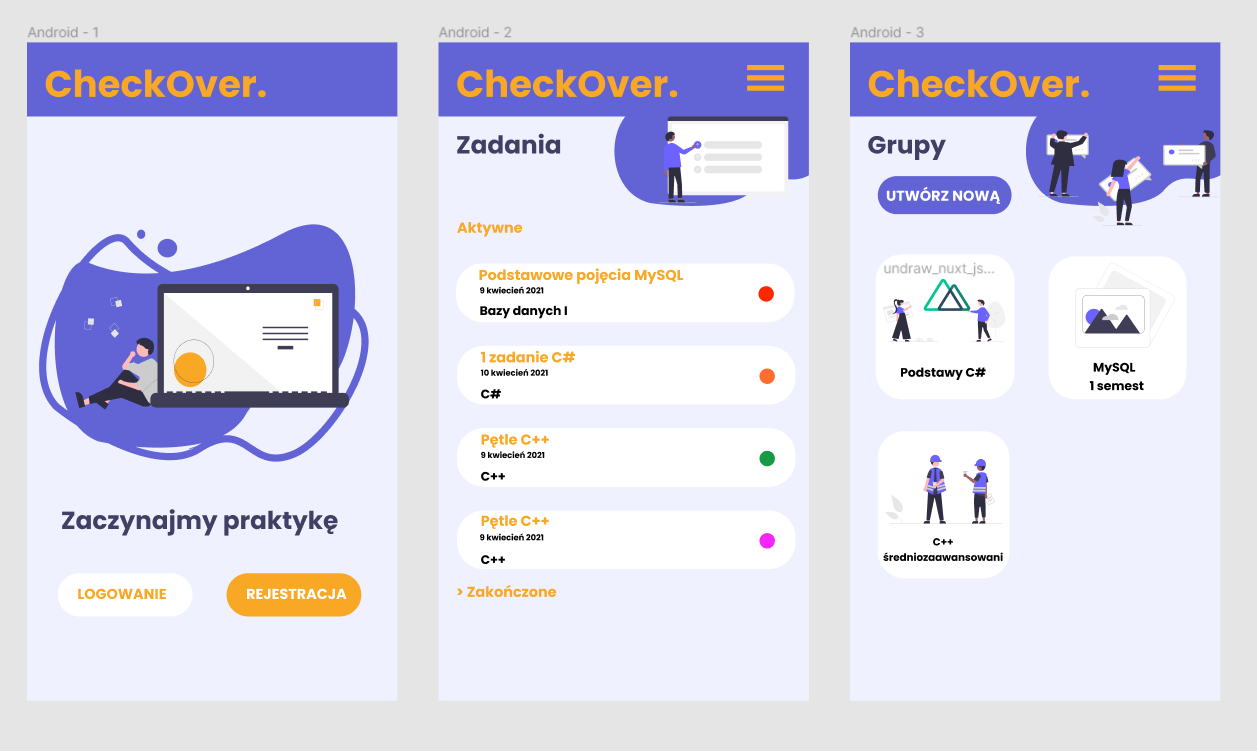 Android - 1
CheckOver.
Zaczynajmy praktykę
LOGOWANIE
REJESTRACJA
Android - 2
CheckOver.
Zadania
Aktywne
Podstawowe pojęcia MySQL
9 kwiecień 2021
Bazy danych I
1 zadanie C#
10 kwiecień 2021
C#
Pętle C++
9 kwiecień 2021
C++
Pętle C++
9 kwiecień 2021
C++
> Zakończone
Android - 3
CheckOver.
Grupy
UTWÓRZ NOWĄ
undraw_nuxt_js...
Podstawy C#
MySQL
1 semest
C++
średniozaawansowani